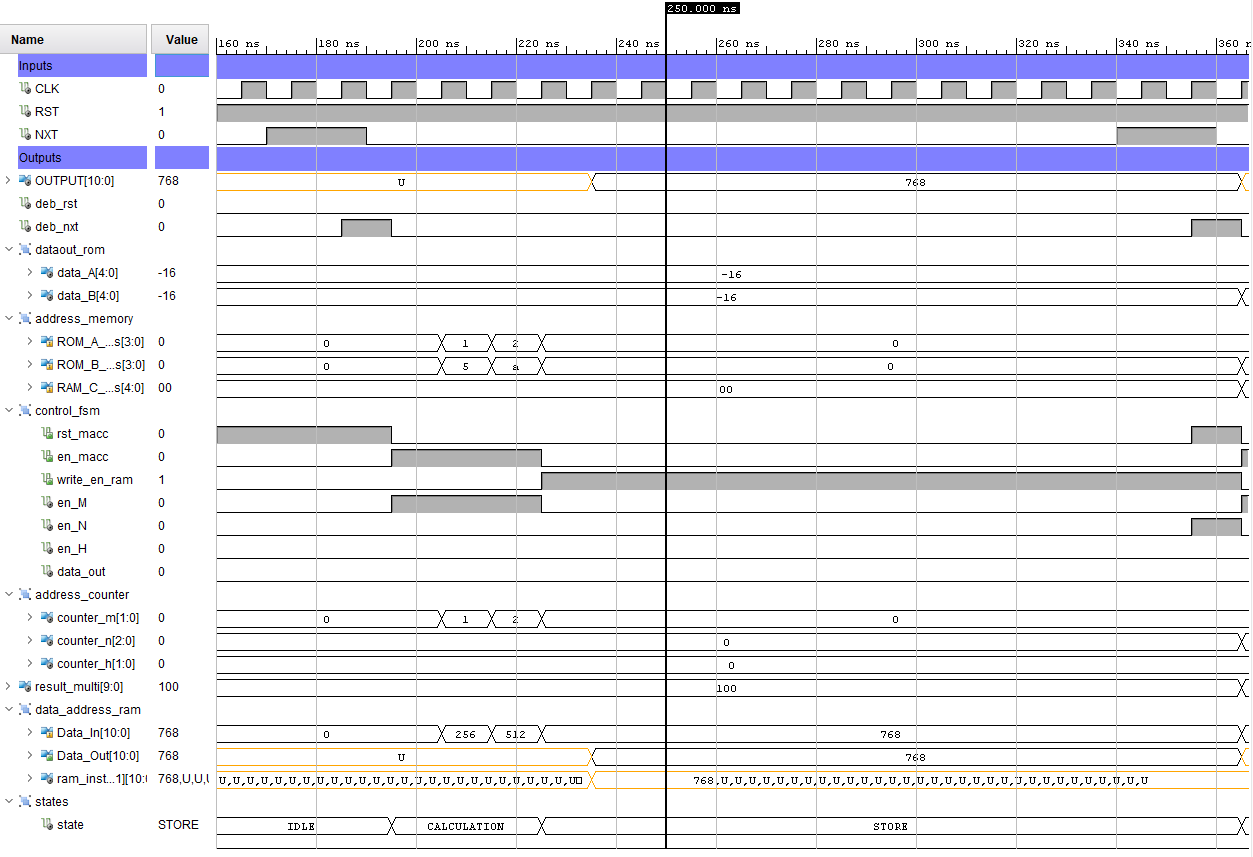 250.000 ns
Name Value 160 ns 180 ns 200 ns 220 ns 240 ns 260 ns 280 ns 300 ns 320 ns 340 ns 360
Inputs
CLK 0
RST 1
NXT 0
Outputs
OUTPUT[10:0] 768 U 768
deb_rst 0
deb_nxt 0
dataout_rom
data_A[4:0] -16 -16
data_B[4:0] -16 -16
address_memory
ROM_A_...s[3:0] 0 0 1 2 0
ROM_B_...s[3:0] 0 0 5 a 0
RAM_C_...s[4:0] 00 00
control_fsm
rst_macc 0
en_macc 0
write_en_ram 1
en_M 0
en_N 0
en_H 0
data_out 0
address_counter
counter_m[1:0] 0 0 1 2 0
counter_n[2:0] 0 0
counter_h[1:0] 0 0
result_multi[9:0] 100 100
data_address_ram
Data_In[10:0] 768 0 256 512 768
Data_Out[10:0] 768 U 768
ram_inst...1][10:( 768,U,U,U U,U,U,U,U,U,U,U,U,U,U,U,U,U,U,U,U,U,U,U,U,U,U,U,U,U 768,U,U,U,U,U,U,U,U,U,U,U,U,U,U,U,U,U,U,U,U,U,U,U,U,U,U,U,U,U,U,U
states
state STORE IDLE CALCULATION STORE